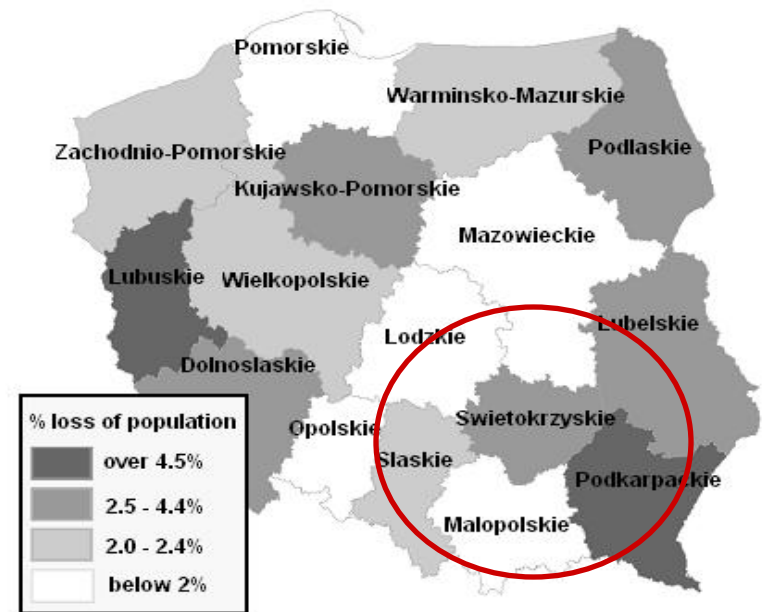 Pomorskie
Warminsko-Mazurskie
Zachodnio-Pomorskie
Podlaskie
Kujawsko-Pomorskie
Mazowieckie
Lubuskie
Wielkopolskie
Lodzkie
Lubelskie
Dolnoslaskie
Opolskie
Swietokrzyskie
Slaskie
Podkarpackie
Malopolskie
% loss of population
over 4.5%
2.5 - 4.4%
2.0 - 2.4%
below 2%